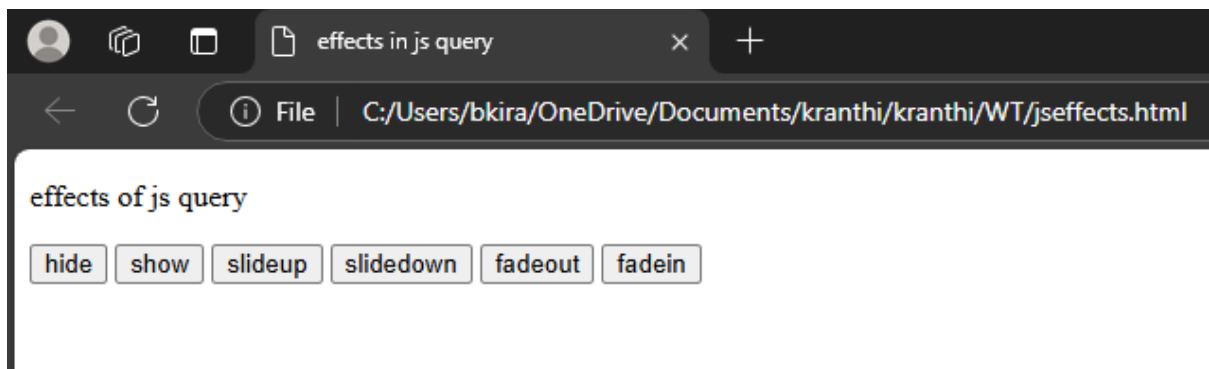 effects in js query
File C:/Users/bkira/OneDrive/Documents/kranthi/kranthi/WT/jseffects.html
effects of js query
hide show slideup slidedown fadeout fadein